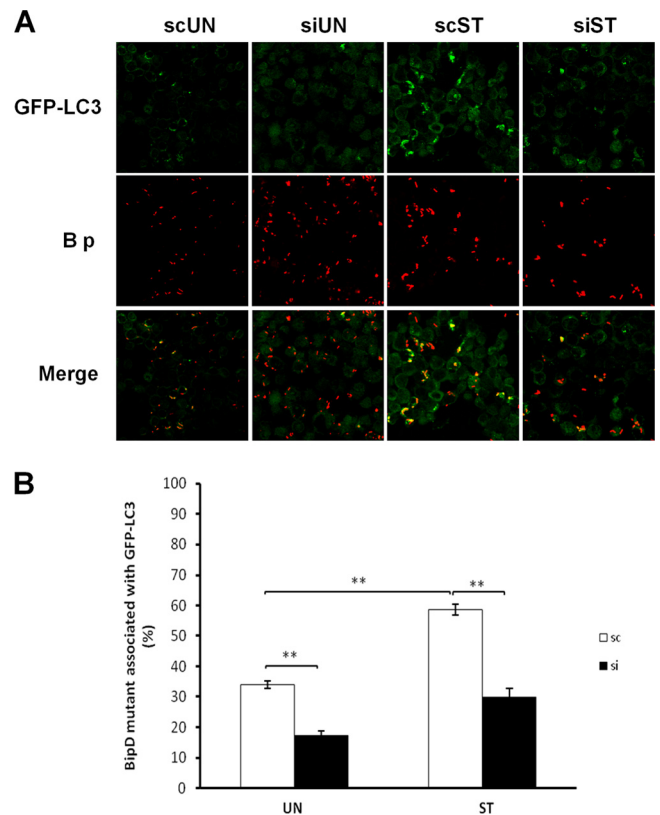 A
scUN siUN scST siST
GFP-LC3
B p
Merge
B
BipD mutant associated with GFP-LC3
(%)
100
90
80
70
60
50
40
30
20
10
0
**
**
**
UN ST
sc
si